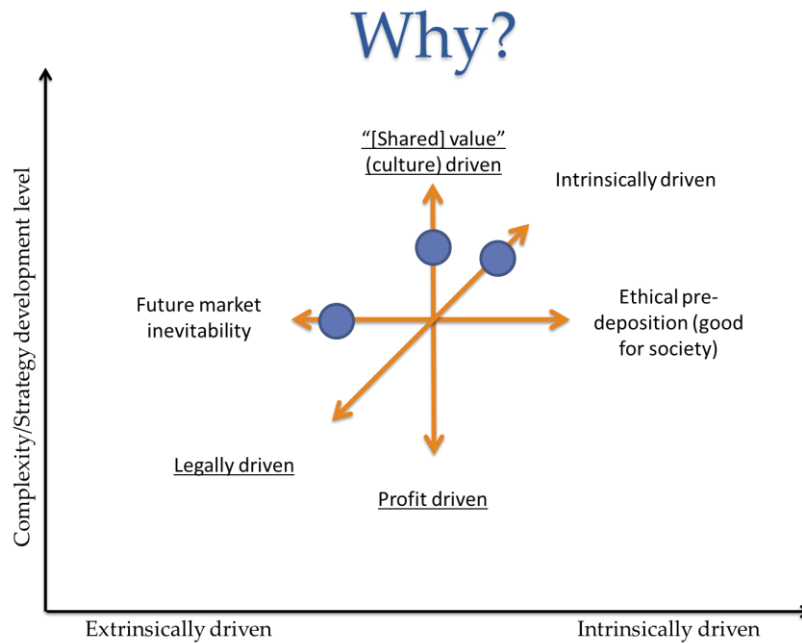 Why?
“[Shared] value”
(culture) driven
Intrinsically driven
Future market
inevitability
Ethical pre-
deposition (good
for society)
Legally driven
Profit driven
Complexity/Strategy development level
Extrinsically driven
Intrinsically driven